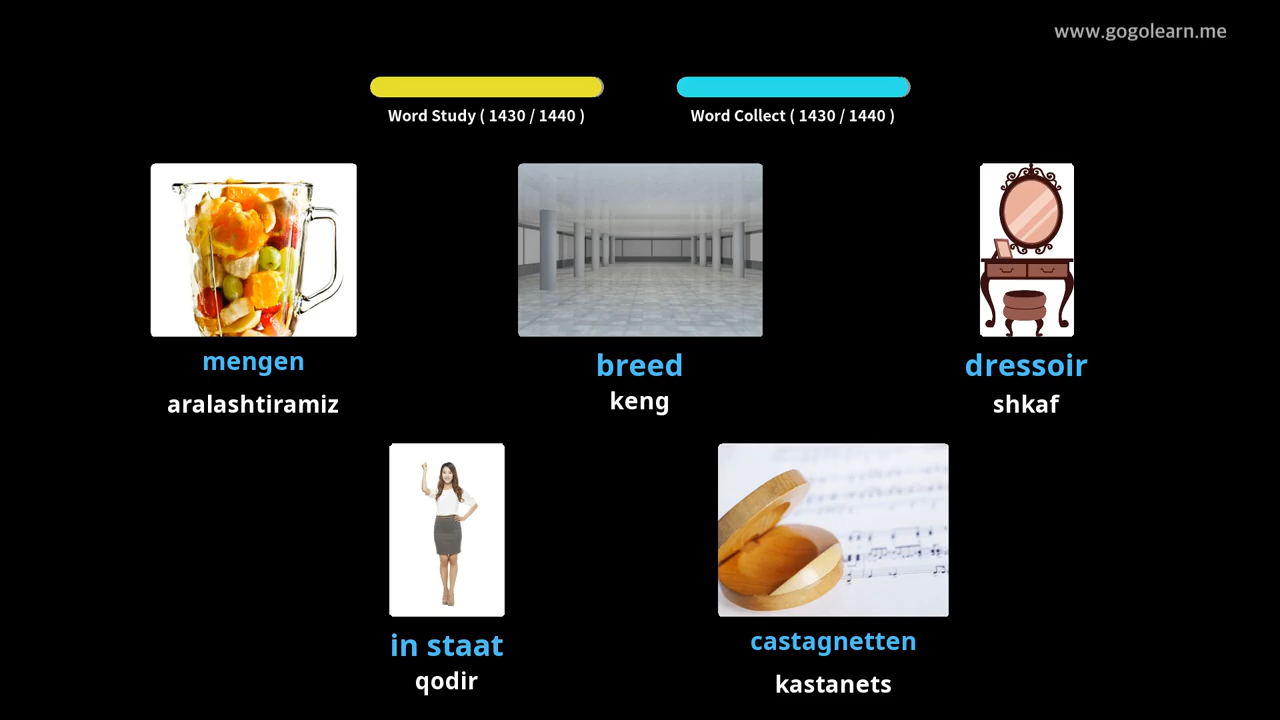 www.gogolearn.me
Word Study ( 1430 / 1440 )
Word Collect ( 1430 / 1440 )
mengen
aralashtiramiz
breed
keng
dressoir
shkaf
in staat
qodir
castagnetten
kastanets